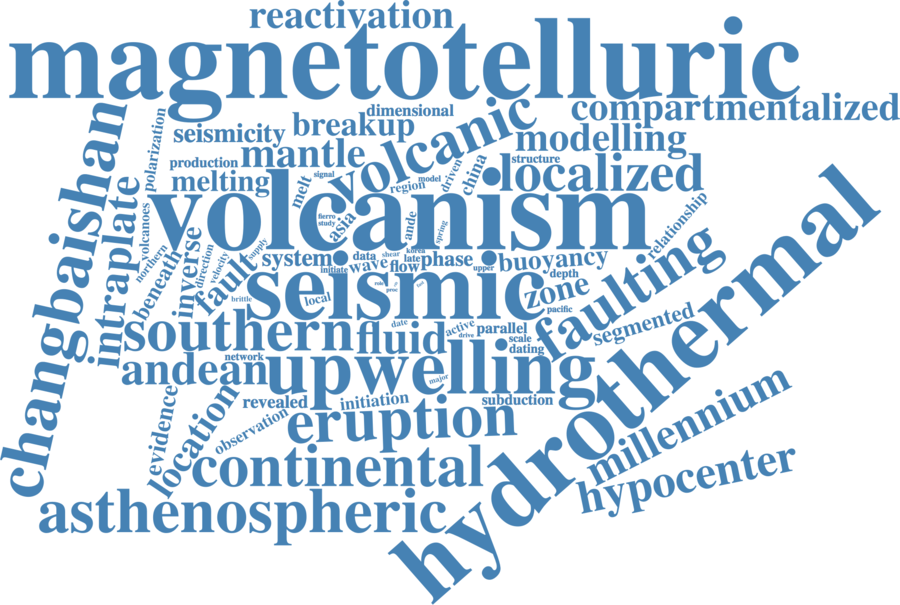 reactivation
magnetotelluric
dimensional
compartmentalized
changbaishan
polarization
seismicity
breakup
volcanic
modelling
production
mantle
signal
driven
china
structure
localized
melting
melt
region
model
intraplate
volcanoes
volcanism
fierro
study
asia
ande
spring
relationship
northern
beneath
inverse
direction
velocity
supply
fault
system
data
shear
korea
late
phase
buoyancy
initiate
wave
flow
upper
depth
faulting
hydrothermal
brittle
local
seismic
role
zone
pacific
southern
fluid
date
active
drive
parallel
scale
dating
segmented
network
andean
upwelling
major
evidence
location
revealed
initiation
subduction
observation
eruption
millennium
continental
hypocenter
asthenospheric